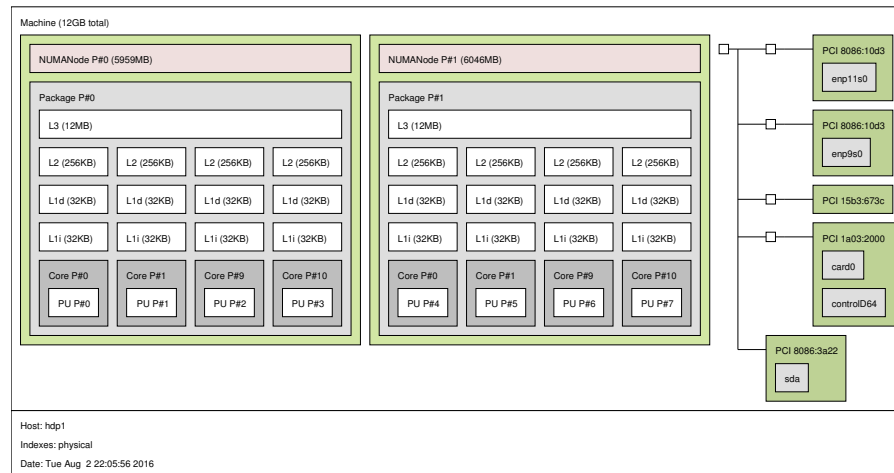 Machine (12GB total)
NUMANode P#0 (5959MB)
Package P#0
L3 (12MB)
L2 (256KB) L2 (256KB) L2 (256KB) L2 (256KB)
L1d (32KB) L1d (32KB) L1d (32KB) L1d (32KB)
L1i (32KB) L1i (32KB) L1i (32KB) L1i (32KB)
Core P#0 Core P#1 Core P#9 Core P#10
PU P#0 PU P#1 PU P#2 PU P#3
NUMANode P#1 (6046MB)
Package P#1
L3 (12MB)
L2 (256KB) L2 (256KB) L2 (256KB) L2 (256KB)
L1d (32KB) L1d (32KB) L1d (32KB) L1d (32KB)
L1i (32KB) L1i (32KB) L1i (32KB) L1i (32KB)
Core P#0 Core P#1 Core P#9 Core P#10
PU P#4 PU P#5 PU P#6 PU P#7
PCI 8086:10d3
enp11s0
PCI 8086:10d3
enp9s0
PCI 15b3:673c
PCI 1a03:2000
card0
controlD64
PCI 8086:3a22
sda
Host: hdp1
Indexes: physical
Date: Tue Aug  2 22:05:56 2016